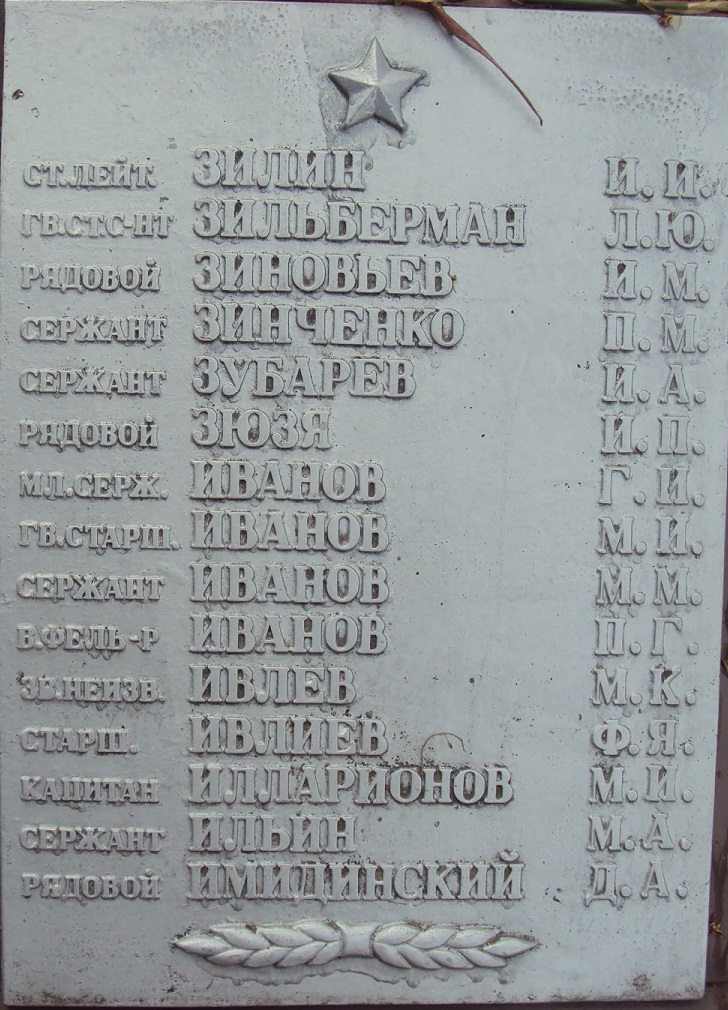 СТ.ЛЕЙТ. ЗИЛИН И. И.
ГВ.СТ.С-НТ ЗИЛЬБЕРМАН Л.Ю.
РЯДОВОЙ ЗИНОВЬЕВ И. М.
СЕРЖАНТ ЗИНЧЕНКО П. М.
СЕРЖАНТ ЗУБАРЕВ И. А.
РЯДОВОЙ ЗЮЗЯ И. П.
МЛ.СЕРЖ. ИВАНОВ Г. И.
ГВ.СТАРШ. ИВАНОВ М. И.
СЕРЖАНТ ИВАНОВ М. М.
В.ФЕЛЬ-Р ИВАНОВ П. Г.
ЗВ.НЕИЗВ. ИВЛЕВ М. К.
СТАРШ. ИВЛИЕВ Ф. Я.
КАПИТАН ИЛЛАРИОНОВ М. И.
СЕРЖАНТ ИЛЬИН М. А.
РЯДОВОЙ ИМИДИНСКИЙ Д. А.